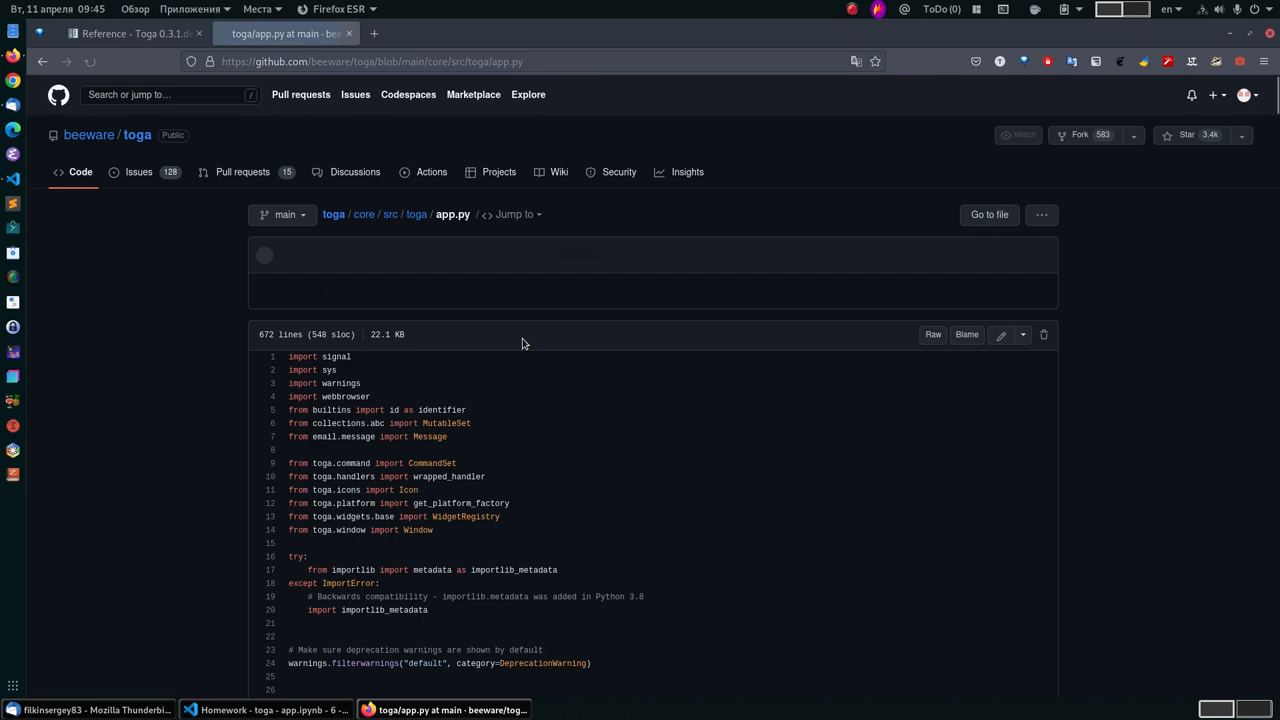 Вт, 11 апреля 09:45 Обзор Приложения Места Firefox ESR ToDo (0) en
Reference - Toga 0.3.1.de × toga/app.py at main · bee × +
https://github.com/beeware/toga/blob/main/core/src/toga/app.py
Search or jump to... / Pull requests Issues Codespaces Marketplace Explore
beeware / toga Public Watch Fork 583 Star 3.4k
Code Issues 128 Pull requests 15 Discussions Actions Projects Wiki Security Insights
main toga / core / src / toga / app.py / <> Jump to Go to file ...
672 lines (548 sloc) 22.1 KB Raw Blame
1 import signal
2 import sys
3 import warnings
4 import webbrowser
5 from builtins import id as identifier
6 from collections.abc import MutableSet
7 from email.message import Message
8
9 from toga.command import CommandSet
10 from toga.handlers import wrapped_handler
11 from toga.icons import Icon
12 from toga.platform import get_platform_factory
13 from toga.widgets.base import WidgetRegistry
14 from toga.window import Window
15
16 try:
17 from importlib import metadata as importlib_metadata
18 except ImportError:
19 # Backwards compatibility - importlib.metadata was added in Python 3.8
20 import importlib_metadata
21
22
23 # Make sure deprecation warnings are shown by default
24 warnings.filterwarnings("default", category=DeprecationWarning)
25
26
filkinsergey83 - Mozilla Thunderbi... Homework - toga - app.ipynb - 6 -... toga/app.py at main · beeware/tog...